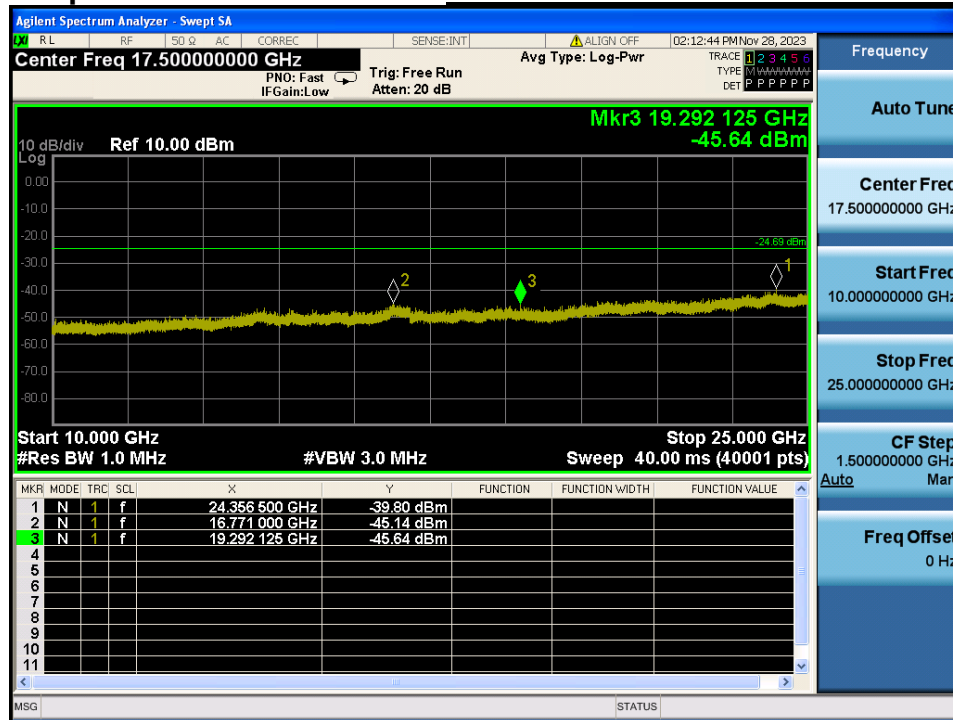 Agilent Spectrum Analyzer - Swept SA
LXI RL RF 50 Ω AC CORREC SENSE:INT ALIGN OFF 02:12:44 PM Nov 28, 2023
Center Freq 17.500000000 GHz
PNO: Fast
IFGain:Low
Trig: Free Run
Atten: 20 dB
Avg Type: Log-Pwr
TRACE 1 2 3 4 5 6
TYPE M
DET P P P P P P
Mkr3 19.292 125 GHz
-45.64 dBm
10 dB/div Ref 10.00 dBm
Log
0.00
-10.0
-20.0
-24.69 dBm
-30.0
-40.0
-50.0
-60.0
-70.0
-80.0
2
3
1
Start 10.000 GHz Stop 25.000 GHz
#Res BW 1.0 MHz #VBW 3.0 MHz Sweep 40.00 ms (40001 pts)
MKR MODE TRC SCL X Y FUNCTION FUNCTION WIDTH FUNCTION VALUE
1 N 1 f 24.356 500 GHz -39.80 dBm
2 N 1 f 16.771 000 GHz -45.14 dBm
3 N 1 f 19.292 125 GHz -45.64 dBm
4
5
6
7
8
9
10
11
MSG STATUS
Frequency
Auto Tune
Center Freq
17.500000000 GHz
Start Freq
10.000000000 GHz
Stop Freq
25.000000000 GHz
CF Step
1.500000000 GHz
Auto Man
Freq Offset
0 Hz